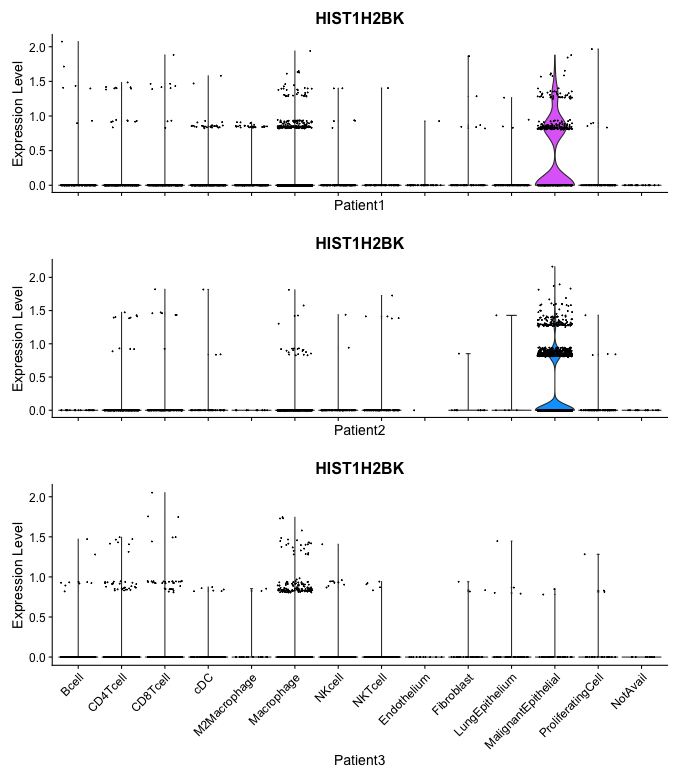 HIST1H2BK
Expression Level
2.0
1.5
1.0
0.5
0.0
Patient1
HIST1H2BK
Expression Level
2.0
1.5
1.0
0.5
0.0
Patient2
HIST1H2BK
Expression Level
2.0
1.5
1.0
0.5
0.0
Bcell
CD4Tcell
CD8Tcell
cDC
M2Macrophage
Macrophage
NKcell
NKTcell
Endothelium
Fibroblast
LungEpithelium
MalignantEpithelial
ProliferatingCell
NotAvail
Patient3